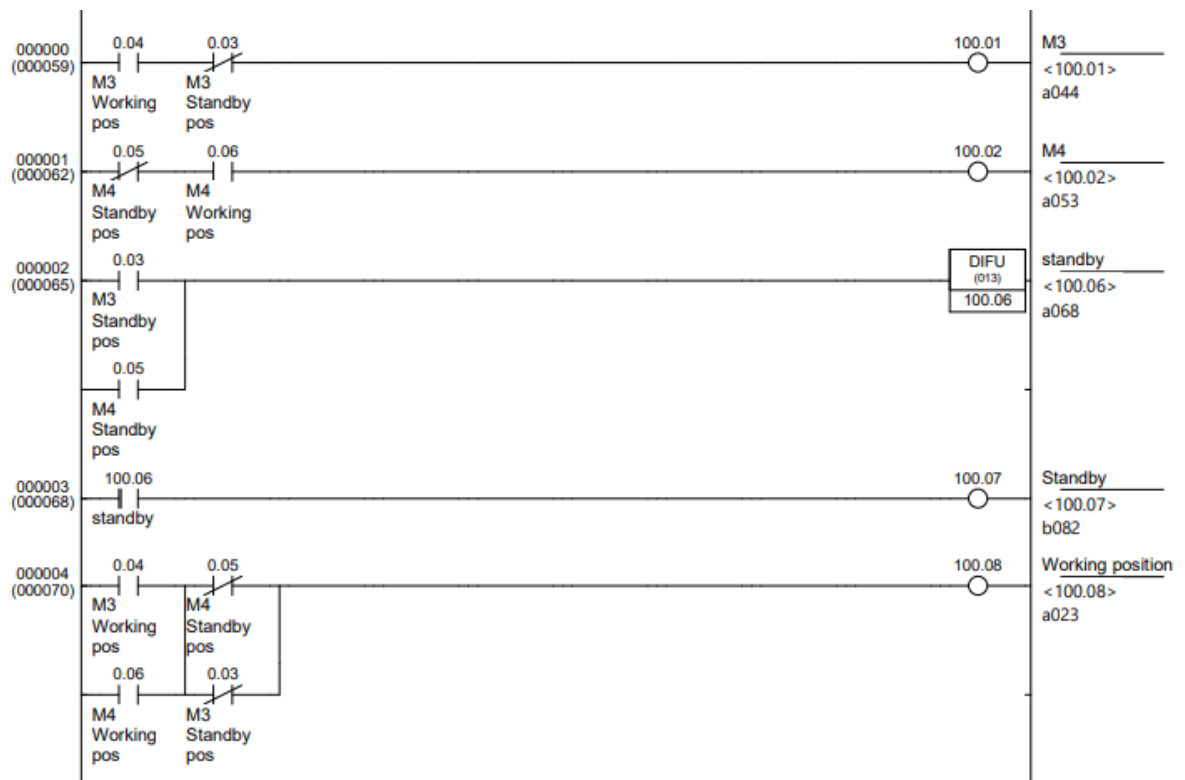 000000
(000059)
0.04
0.03
100.01
M3
<100.01>
a044
M3
Working
pos
M3
Standby
pos
000001
(000062)
0.05
0.06
100.02
M4
<100.02>
a053
M4
Standby
pos
M4
Working
pos
000002
(000065)
0.03
DIFU
(013)
100.06
standby
<100.06>
a068
M3
Standby
pos
0.05
M4
Standby
pos
000003
(000068)
100.06
100.07
Standby
<100.07>
b082
standby
000004
(000070)
0.04
0.05
100.08
Working position
<100.08>
a023
M3
Working
pos
M4
Standby
pos
0.06
0.03
M4
Working
pos
M3
Standby
pos